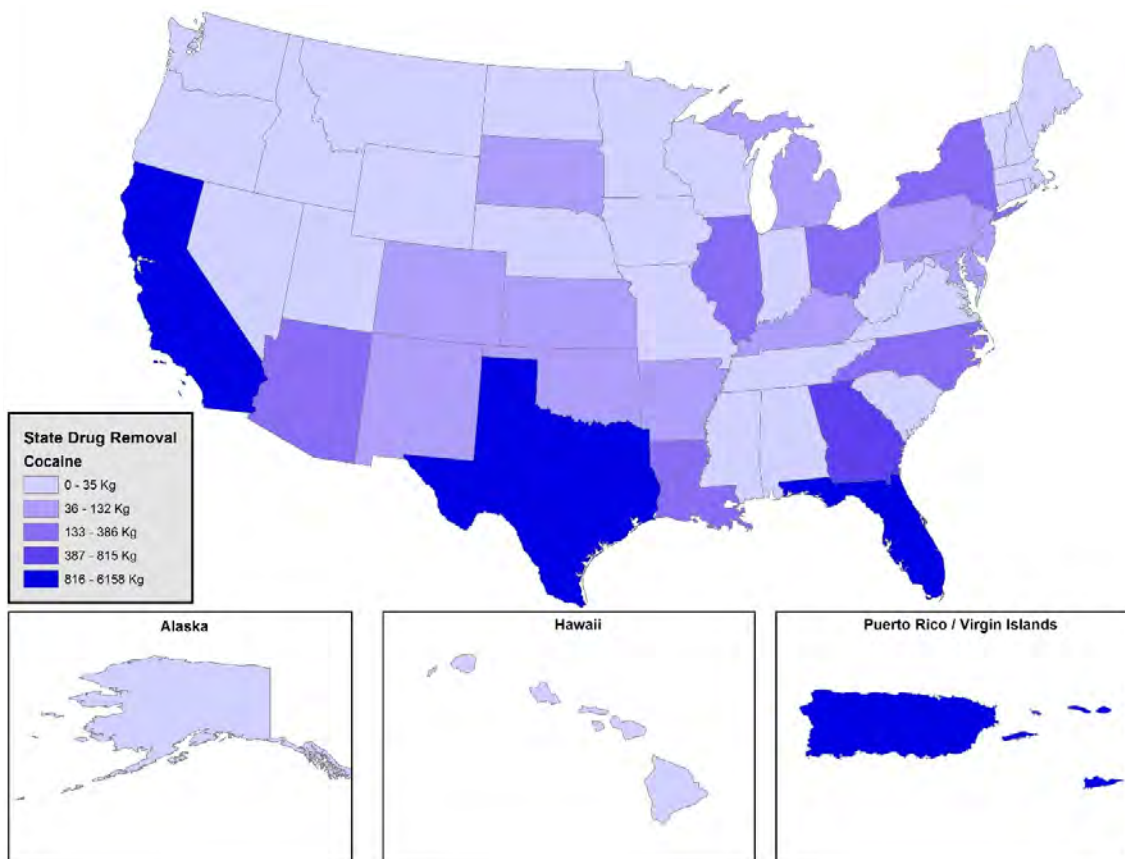 State Drug Removal
Cocaine
0 - 35 Kg
36 - 132 Kg
133 - 386 Kg
387 - 815 Kg
816 - 6158 Kg
Alaska
Hawaii
Puerto Rico / Virgin Islands